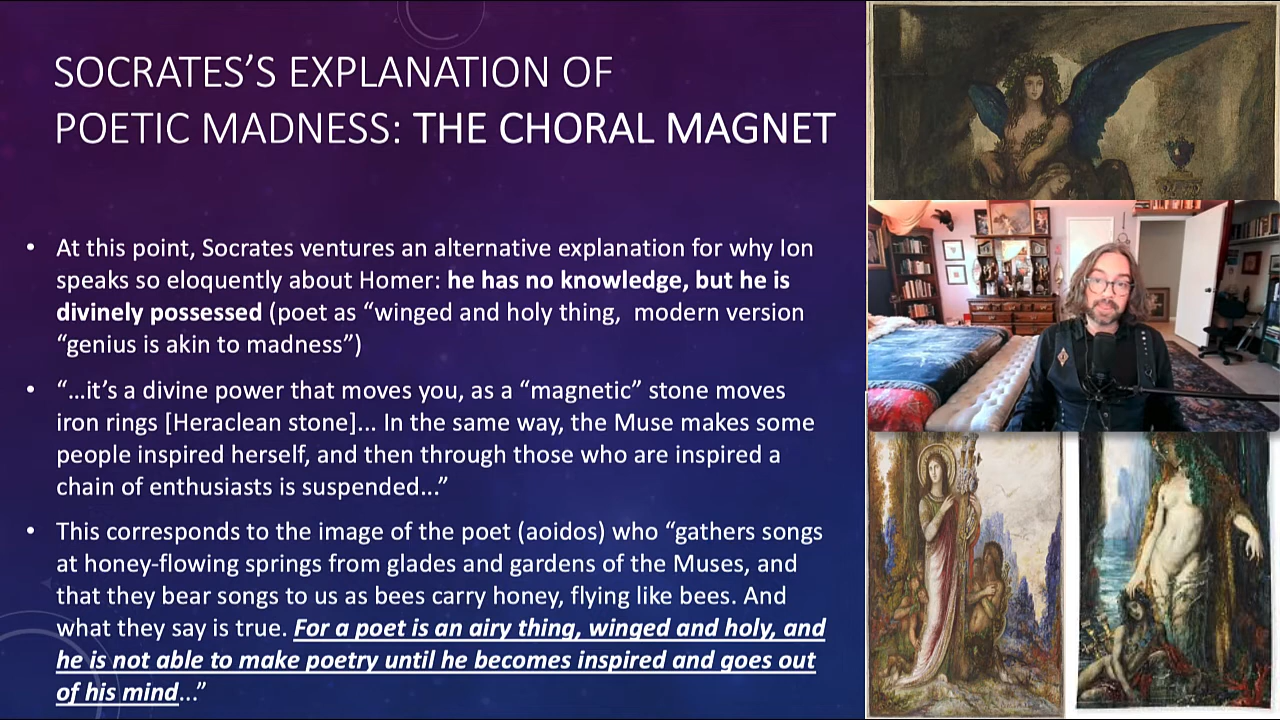 SOCRATES’S EXPLANATION OF
POETIC MADNESS: THE CHORAL MAGNET
• At this point, Socrates ventures an alternative explanation for why Ion
speaks so eloquently about Homer: he has no knowledge, but he is
divinely possessed (poet as “winged and holy thing, modern version
“genius is akin to madness”)
• “…it’s a divine power that moves you, as a “magnetic” stone moves
iron rings [Heraclean stone]... In the same way, the Muse makes some
people inspired herself, and then through those who are inspired a
chain of enthusiasts is suspended...”
• This corresponds to the image of the poet (aoidos) who “gathers songs
at honey-flowing springs from glades and gardens of the Muses, and
that they bear songs to us as bees carry honey, flying like bees. And
what they say is true. For a poet is an airy thing, winged and holy, and
he is not able to make poetry until he becomes inspired and goes out
of his mind...”